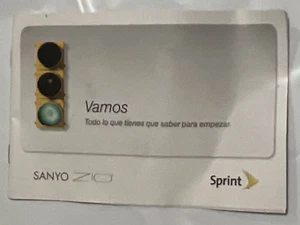 Vamos
Todo lo que tienes que saber para empezar.
SANYO ZIO
Sprint